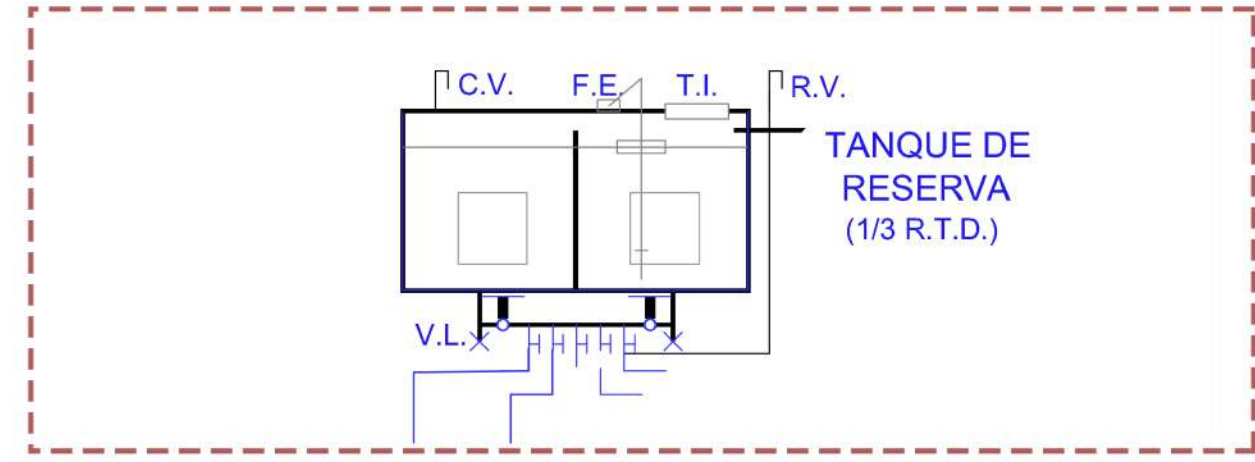 C.V.
F.E.
T.I.
R.V.
TANQUE DE
RESERVA
(1/3 R.T.D.)
V.L.